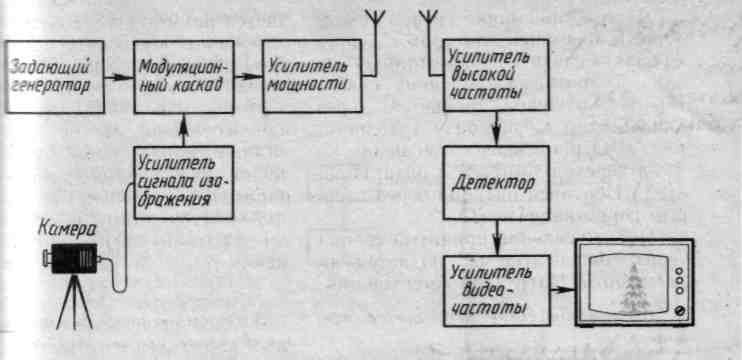 Задающий
генератор
Модуляцион-
ный каскад
Усилитель
мощности
Усилитель
высокой
частоты
Усилитель
сигнала изо-
бражения
Детектор
Камера
Усилитель
видео-
частоты